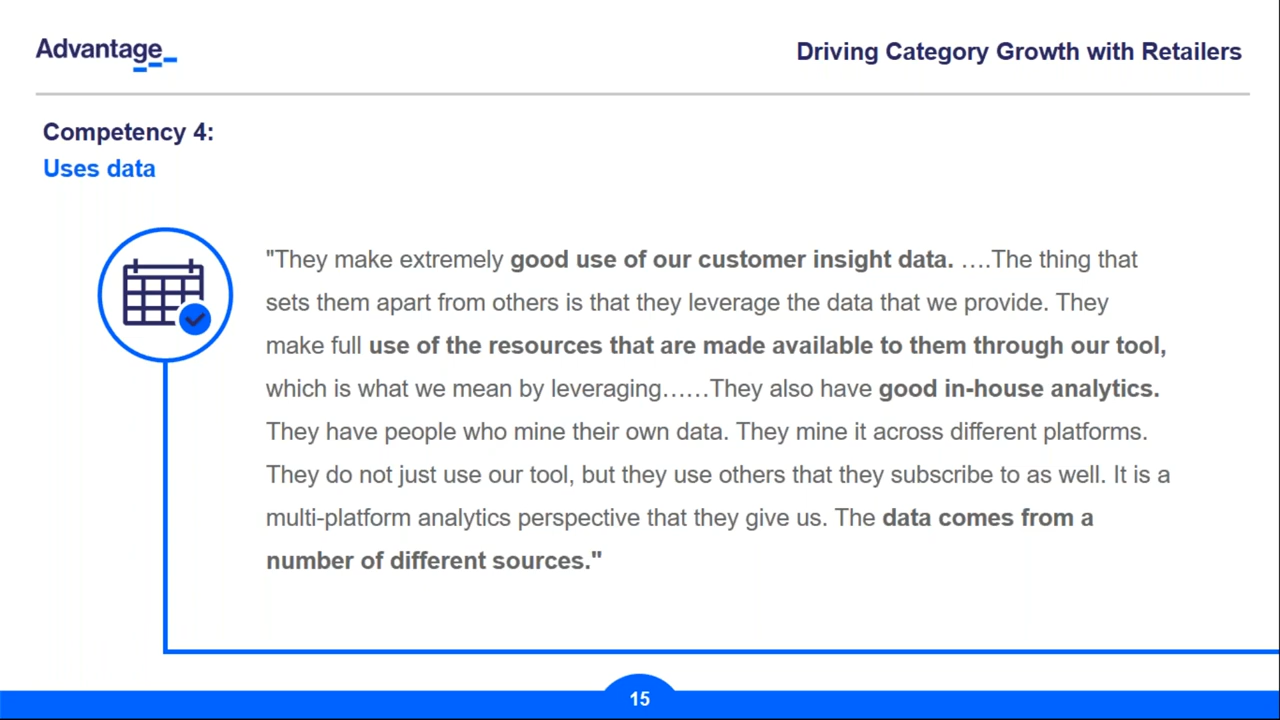 Advantage
Driving Category Growth with Retailers
Competency 4:
Uses data
"They make extremely good use of our customer insight data. ….The thing that
sets them apart from others is that they leverage the data that we provide. They
make full use of the resources that are made available to them through our tool,
which is what we mean by leveraging……They also have good in-house analytics.
They have people who mine their own data. They mine it across different platforms.
They do not just use our tool, but they use others that they subscribe to as well. It is a
multi-platform analytics perspective that they give us. The data comes from a
number of different sources."
15